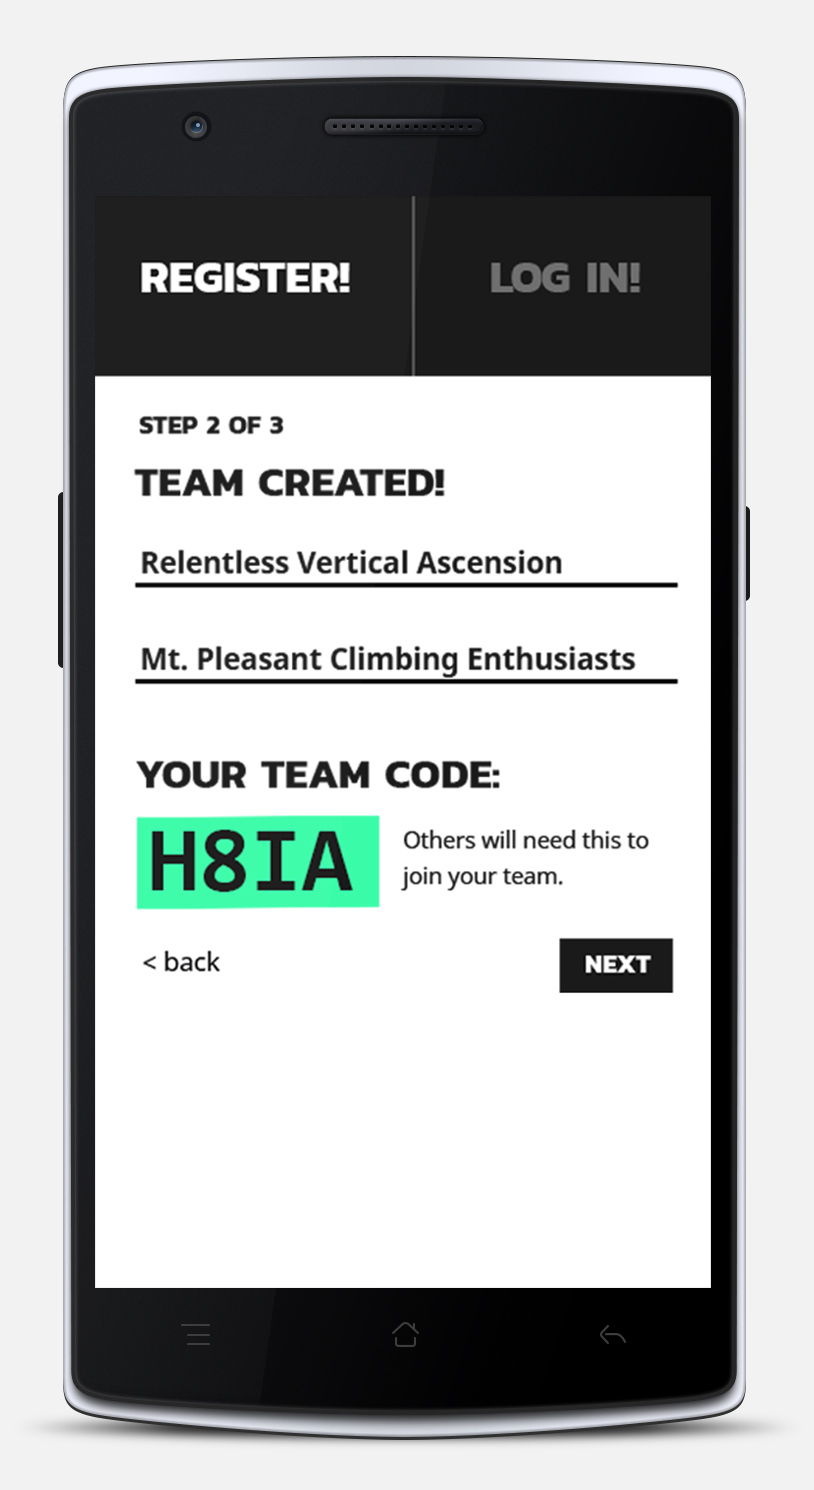 REGISTER!
LOG IN!
STEP 2 OF 3
TEAM CREATED!
Relentless Vertical Ascension
Mt. Pleasant Climbing Enthusiasts
YOUR TEAM CODE:
H8IA
Others will need this to
join your team.
< back
NEXT